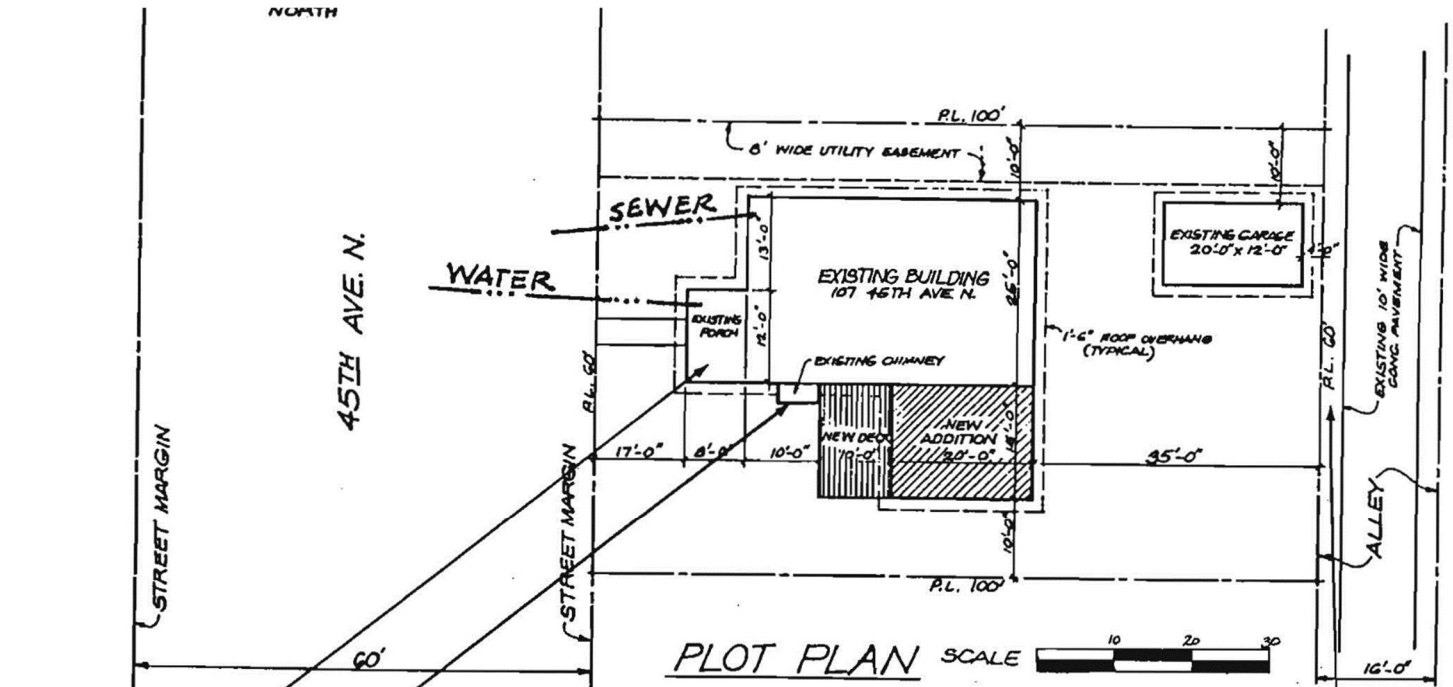 NORTH
P.L. 100'
8' WIDE UTILITY EASEMENT
10'-0"
10'-0"
SEWER
WATER
45TH AVE. N.
13'-0"
12'-0"
EXISTING
PORCH
EXISTING BUILDING
107 45TH AVE N.
25'-0"
EXISTING GARAGE
20'-0" x 12'-0"
4'-0"
1'-6" ROOF OVERHANG
(TYPICAL)
EXISTING CHIMNEY
EXISTING 10' WIDE
CONC. PAVEMENT
P.L. 60'
P.L. 60'
NEW DECK
10'-0"
NEW
ADDITION
20'-0"
17'-0"
8'-0"
10'-0"
35'-0"
10'-0"
STREET MARGIN
STREET MARGIN
ALLEY
P.L. 100'
60'
PLOT PLAN
SCALE
10 20 30
16'-0"